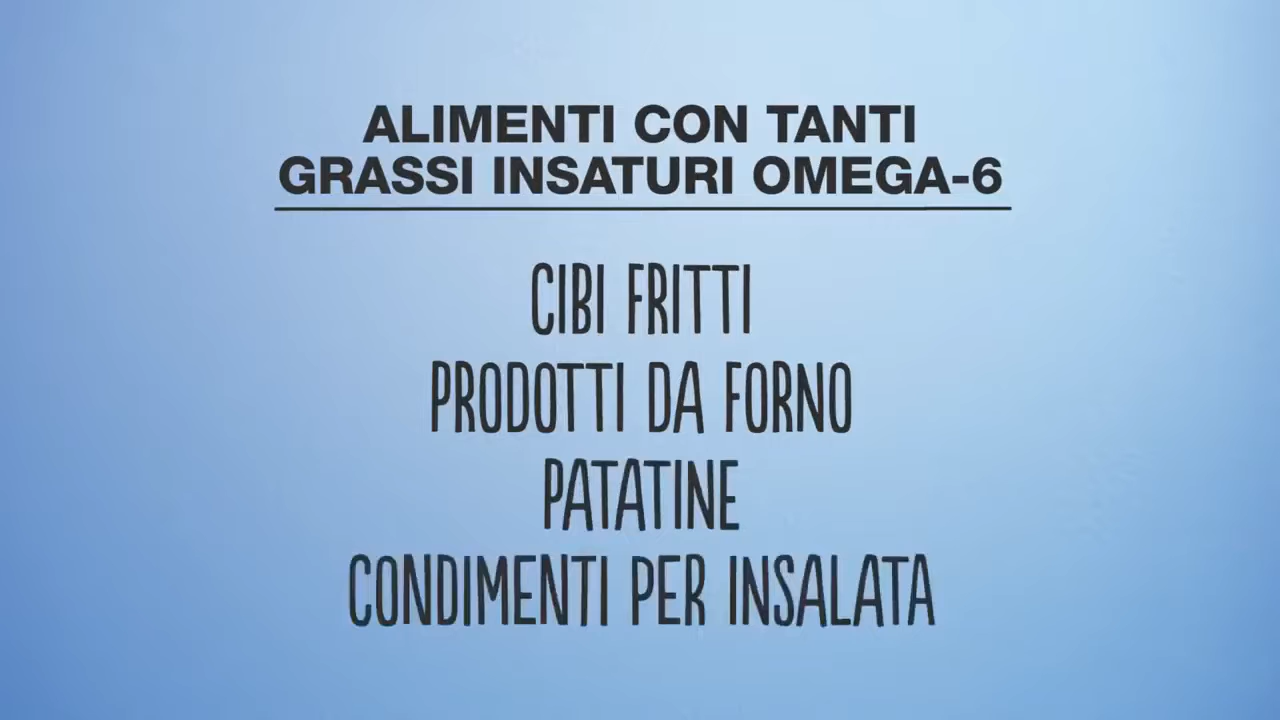 ALIMENTI CON TANTI
GRASSI INSATURI OMEGA-6
CIBI FRITTI
PRODOTTI DA FORNO
PATATINE
CONDIMENTI PER INSALATA